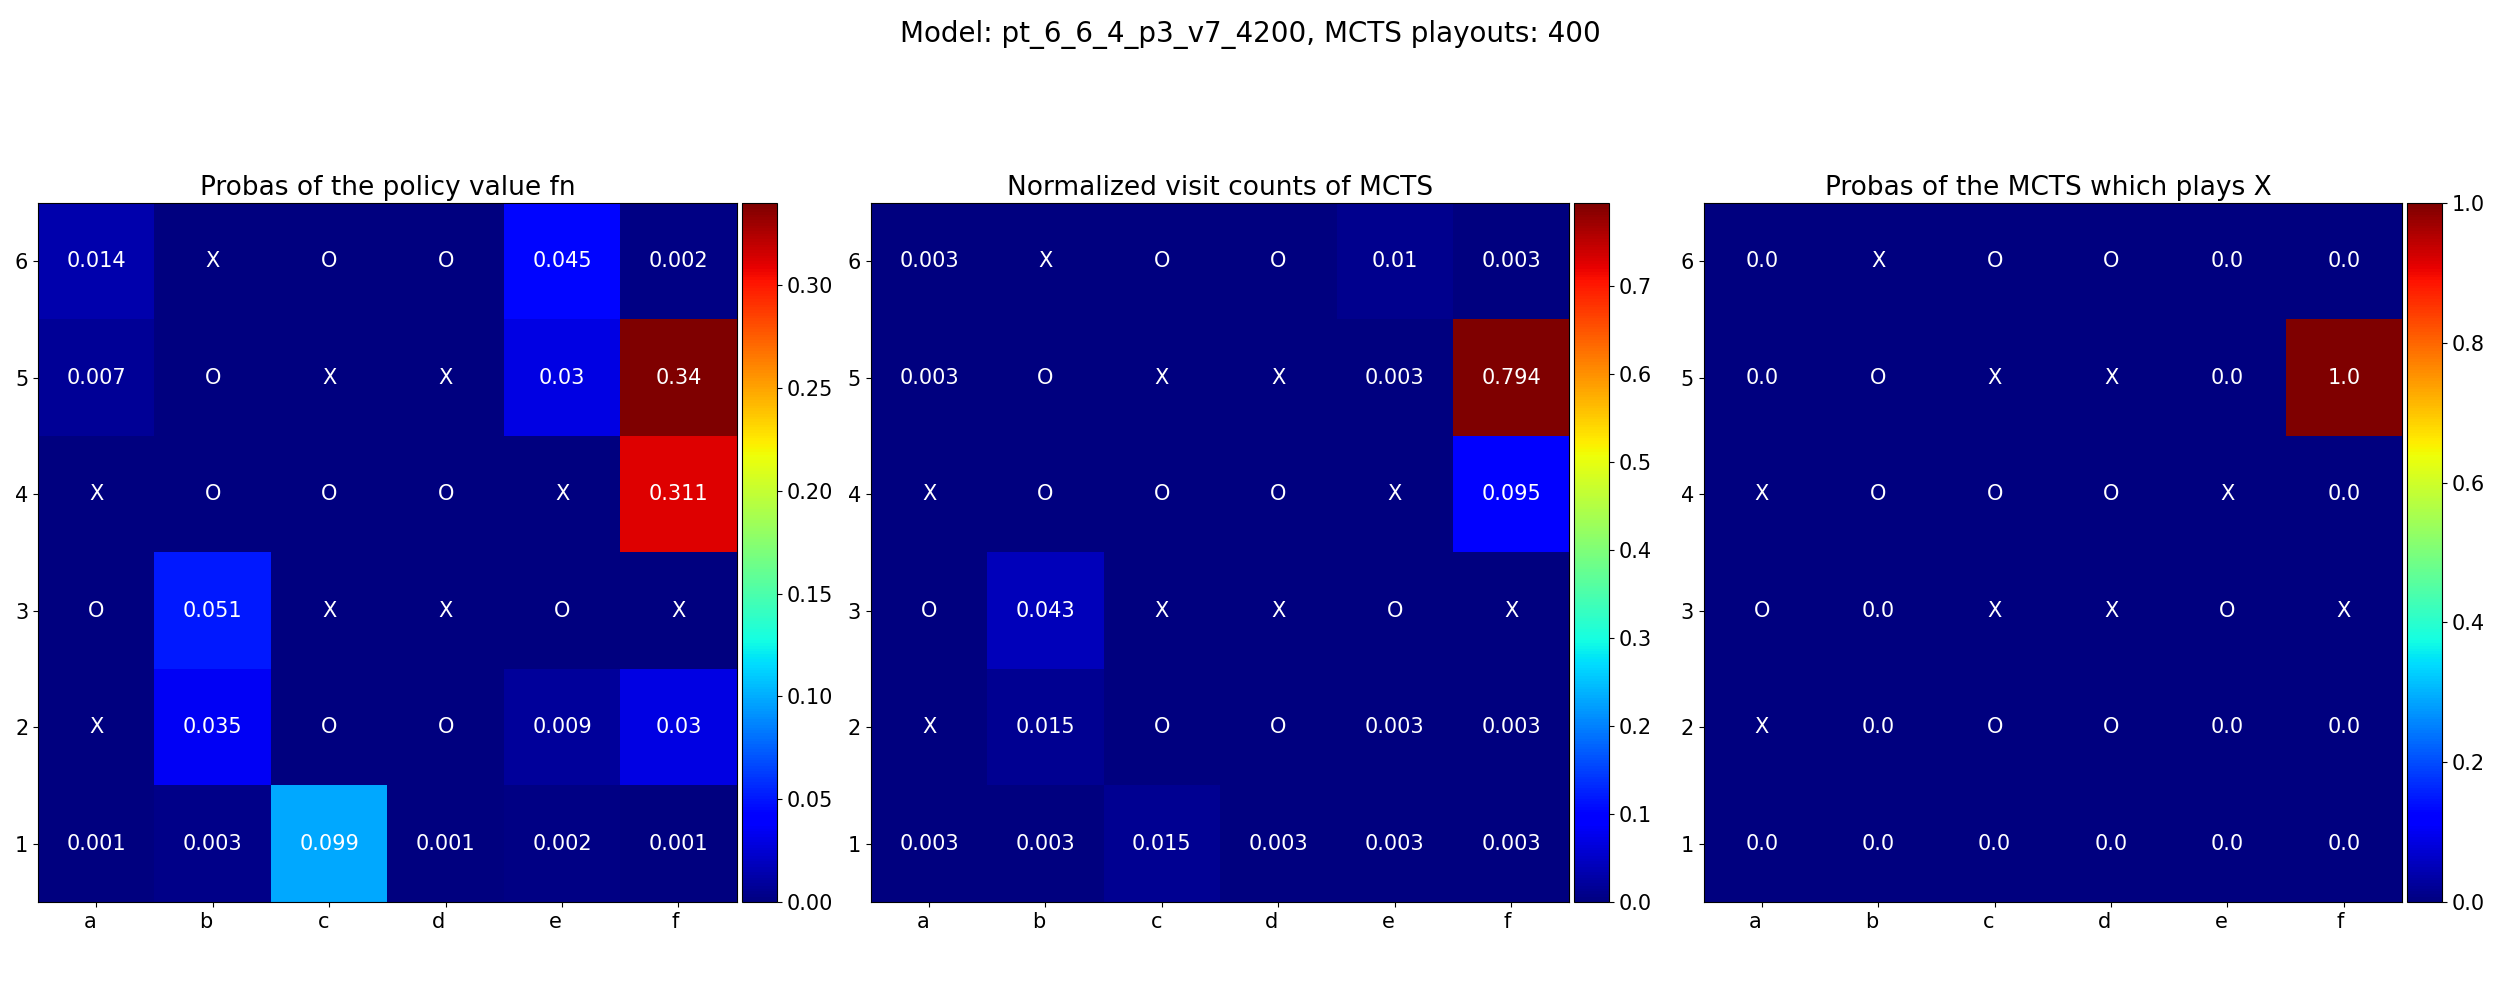 Model: pt_6_6_4_p3_v7_4200, MCTS playouts: 400
Probas of the policy value fn
6 0.014 X O O 0.045 0.002
5 0.007 O X X 0.03 0.34
4 X O O O X 0.311
3 O 0.051 X X O X
2 X 0.035 O O 0.009 0.03
1 0.001 0.003 0.099 0.001 0.002 0.001
a b c d e f
0.30
0.25
0.20
0.15
0.10
0.05
0.00
Normalized visit counts of MCTS
6 0.003 X O O 0.01 0.003
5 0.003 O X X 0.003 0.794
4 X O O O X 0.095
3 O 0.043 X X O X
2 X 0.015 O O 0.003 0.003
1 0.003 0.003 0.015 0.003 0.003 0.003
a b c d e f
0.7
0.6
0.5
0.4
0.3
0.2
0.1
0.0
Probas of the MCTS which plays X
6 0.0 X O O 0.0 0.0
5 0.0 O X X 0.0 1.0
4 X O O O X 0.0
3 O 0.0 X X O X
2 X 0.0 O O 0.0 0.0
1 0.0 0.0 0.0 0.0 0.0 0.0
a b c d e f
1.0
0.8
0.6
0.4
0.2
0.0